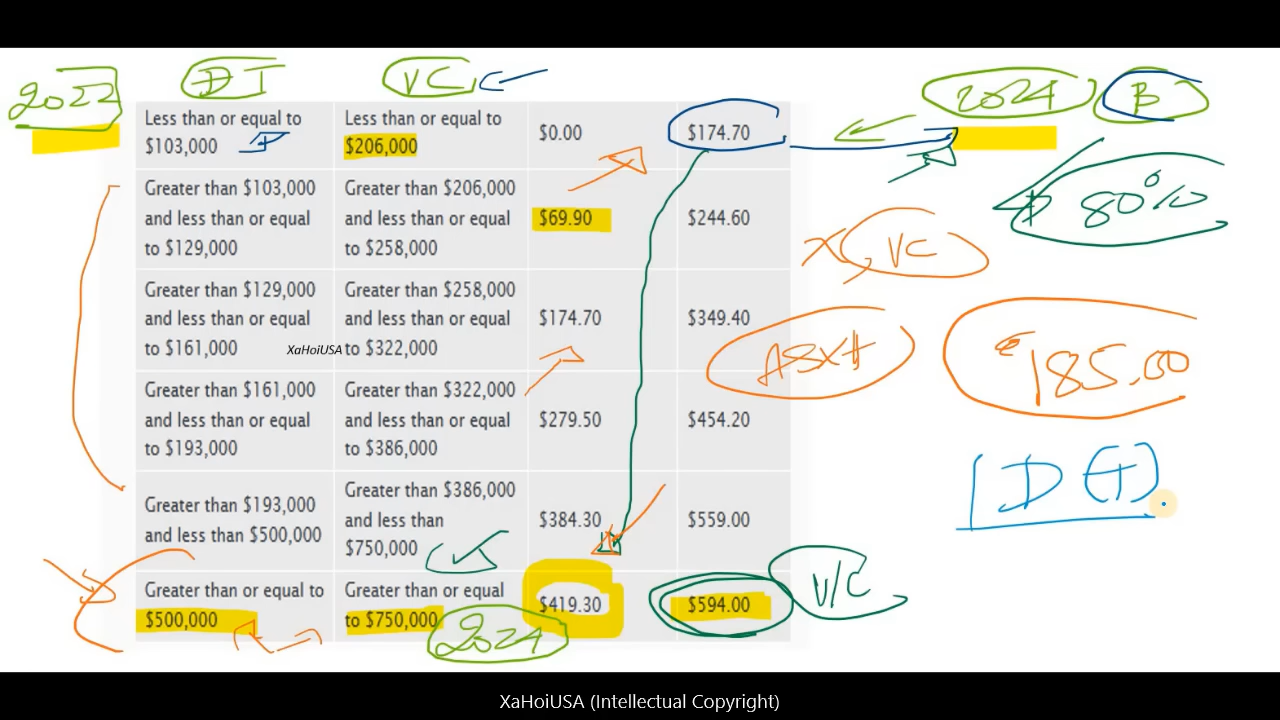 2022
DI
VC
2024
B
Less than or equal to
$103,000
Less than or equal to
$206,000
$0.00
$174.70
80%
Greater than $103,000
and less than or equal
to $129,000
Greater than $206,000
and less than or equal
to $258,000
$69.90
$244.60
VC
Greater than $129,000
and less than or equal
to $161,000
Greater than $258,000
and less than or equal
to $322,000
$174.70
$349.40
XaHoiUSA
ASXH
185.00
Greater than $161,000
and less than or equal
to $193,000
Greater than $322,000
and less than or equal
to $386,000
$279.50
$454.20
D (+)
Greater than $193,000
and less than $500,000
Greater than $386,000
and less than
$750,000
$384.30
$559.00
Greater than or equal to
$500,000
Greater than or equal
to $750,000
$419.30
$594.00
V/C
2024
XaHoiUSA (Intellectual Copyright)